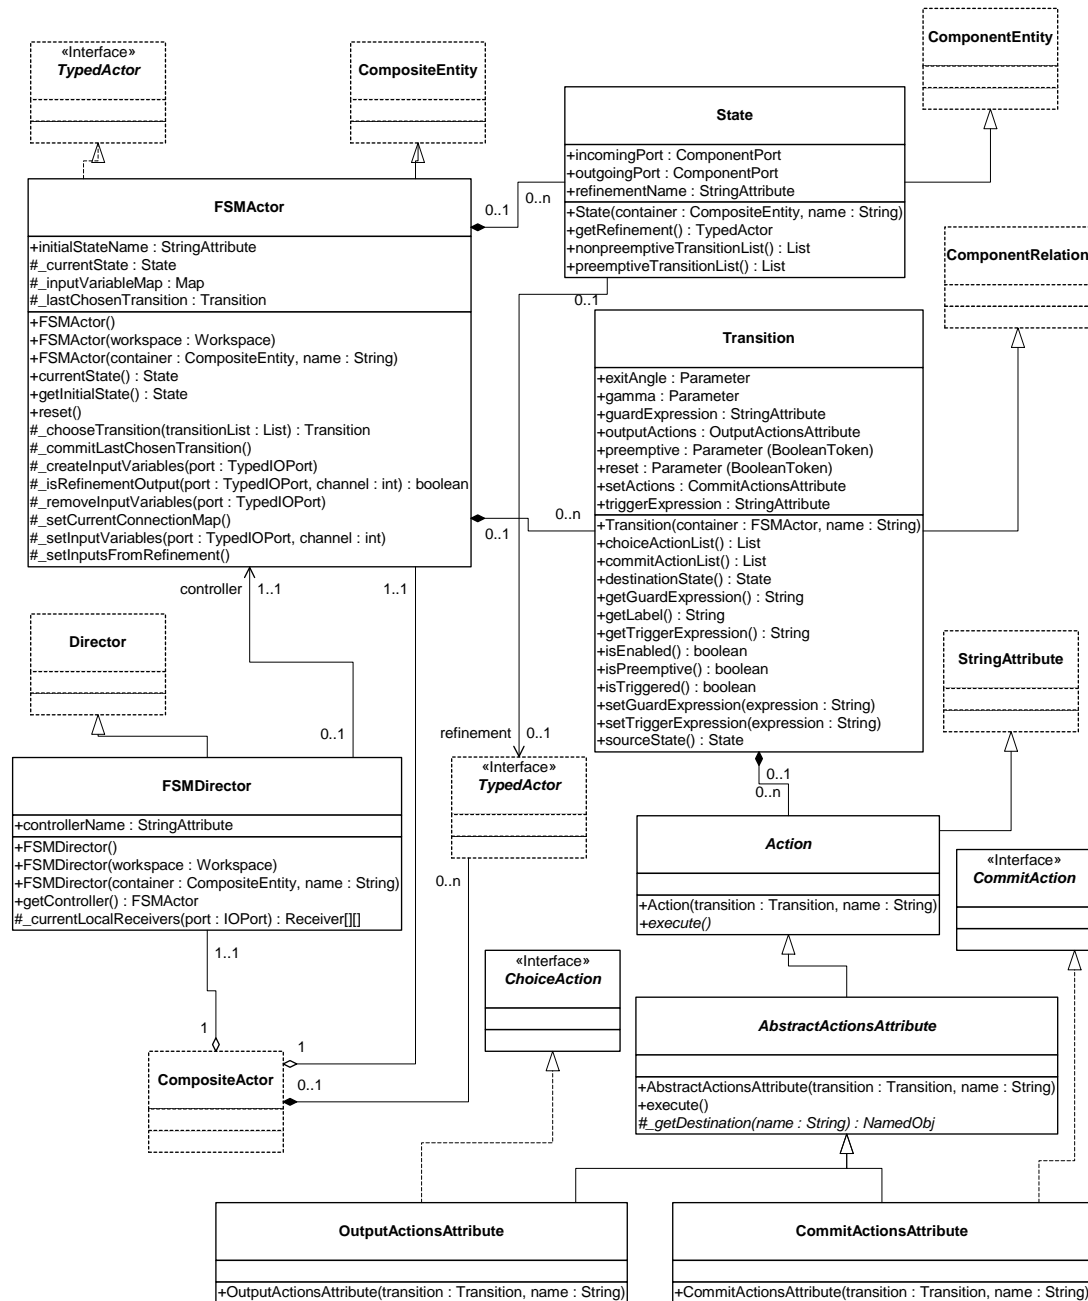 «Interface»
TypedActor
CompositeEntity
ComponentEntity
State
+incomingPort : ComponentPort
+outgoingPort : ComponentPort
+refinementName : StringAttribute
+State(container : CompositeEntity, name : String)
+getRefinement() : TypedActor
+nonpreemptiveTransitionList() : List
+preemptiveTransitionList() : List
FSMActor
+initialStateName : StringAttribute
#_currentState : State
#_inputVariableMap : Map
#_lastChosenTransition : Transition
+FSMActor()
+FSMActor(workspace : Workspace)
+FSMActor(container : CompositeEntity, name : String)
+currentState() : State
+getInitialState() : State
+reset()
#_chooseTransition(transitionList : List) : Transition
#_commitLastChosenTransition()
#_createInputVariables(port : TypedIOPort)
#_isRefinementOutput(port : TypedIOPort, channel : int) : boolean
#_removeInputVariables(port : TypedIOPort)
#_setCurrentConnectionMap()
#_setInputVariables(port : TypedIOPort, channel : int)
#_setInputsFromRefinement()
0..1
0..n
0..1
ComponentRelation
Transition
+exitAngle : Parameter
+gamma : Parameter
+guardExpression : StringAttribute
+outputActions : OutputActionsAttribute
+preemptive : Parameter (BooleanToken)
+reset : Parameter (BooleanToken)
+setActions : CommitActionsAttribute
+triggerExpression : StringAttribute
+Transition(container : FSMActor, name : String)
+choiceActionList() : List
+commitActionList() : List
+destinationState() : State
+getGuardExpression() : String
+getLabel() : String
+getTriggerExpression() : String
+isEnabled() : boolean
+isPreemptive() : boolean
+isTriggered() : boolean
+setGuardExpression(expression : String)
+setTriggerExpression(expression : String)
+sourceState() : State
0..n
0..1
controller
1..1
1..1
Director
0..1
refinement
0..1
StringAttribute
FSMDirector
+controllerName : StringAttribute
+FSMDirector()
+FSMDirector(workspace : Workspace)
+FSMDirector(container : CompositeEntity, name : String)
+getController() : FSMActor
#_currentLocalReceivers(port : IOPort) : Receiver[][]
«Interface»
TypedActor
0..1
0..n
Action
+Action(transition : Transition, name : String)
+execute()
«Interface»
CommitAction
0..n
1..1
«Interface»
ChoiceAction
AbstractActionsAttribute
+AbstractActionsAttribute(transition : Transition, name : String)
+execute()
#_getDestination(name : String) : NamedObj
1
1
0..1
CompositeActor
OutputActionsAttribute
+OutputActionsAttribute(transition : Transition, name : String)
CommitActionsAttribute
+CommitActionsAttribute(transition : Transition, name : String)